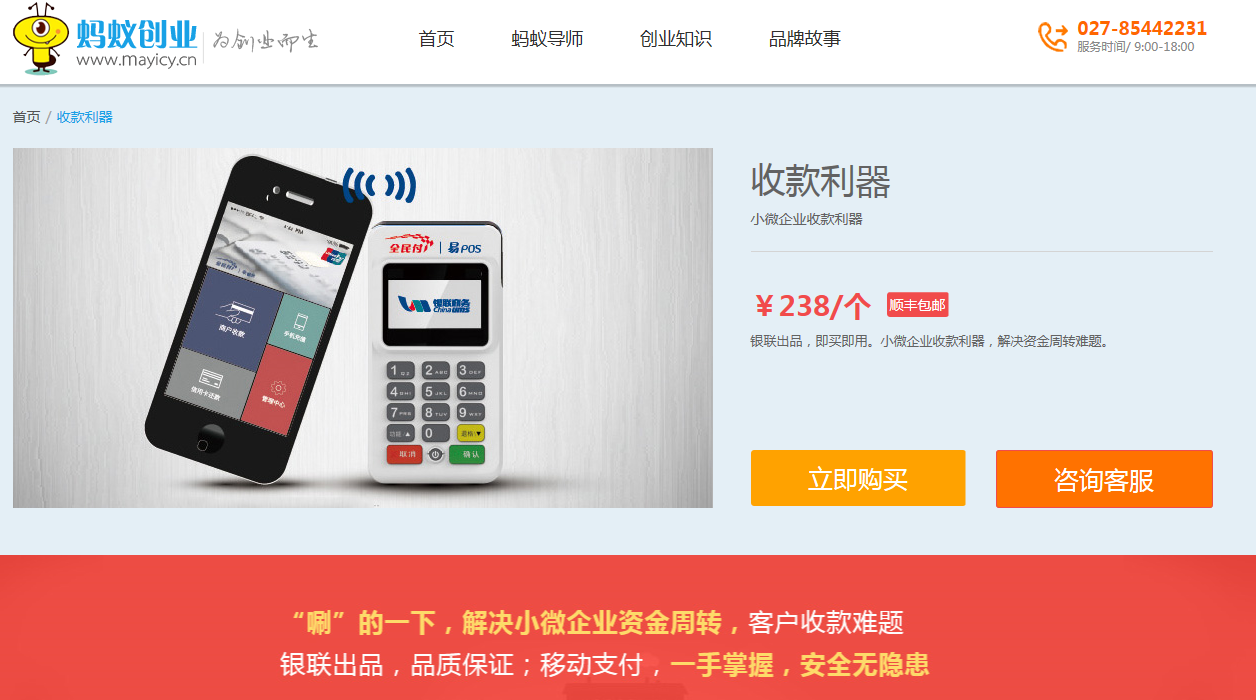 蚂蚁创业
www.mayicy.cn
为创业而生
首页 蚂蚁导师 创业知识 品牌故事
027-85442231
服务时间/ 9:00-18:00
首页 / 收款利器
全民付 | 易POS
银联商务
China ums
商户收款
手机充值
信用卡还款
管理中心
1 2 ABC 3 DEF
4 GHI 5 JKL 6 MNO
7 PRS 8 TUV 9 WXY
0
取消 确认
收款利器
小微企业收款利器
￥238/个 顺丰包邮
银联出品，即买即用。小微企业收款利器，解决资金周转难题。
立即购买 咨询客服
“唰”的一下，解决小微企业资金周转，客户收款难题
银联出品，品质保证；移动支付，一手掌握，安全无隐患